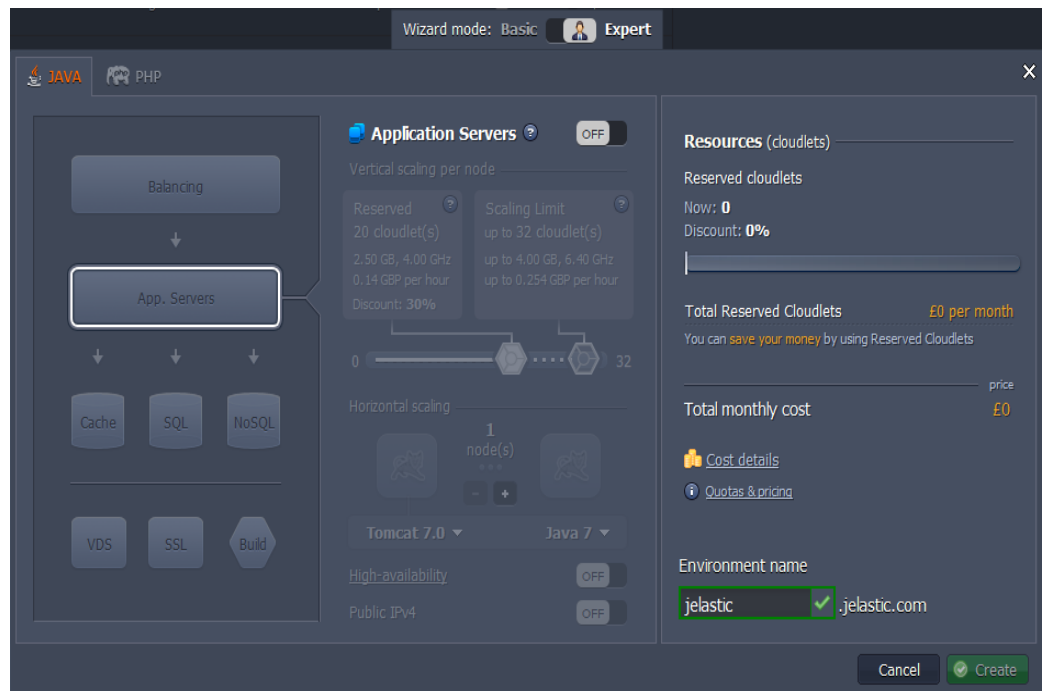 Wizard mode: Basic Expert
JAVA PHP
Balancing
App. Servers
Cache SQL NoSQL
VDS SSL Build
Application Servers ? OFF
Vertical scaling per node
Reserved ?
20 cloudlet(s)
2.50 GB, 4.00 GHz
0.14 GBP per hour
Discount: 30%
Scaling Limit ?
up to 32 cloudlet(s)
up to 4.00 GB, 6.40 GHz
up to 0.254 GBP per hour
0 32
Horizontal scaling
1
node(s)
- +
Tomcat 7.0 Java 7
High-availability OFF
Public IPv4 OFF
Resources (cloudlets)
Reserved cloudlets
Now: 0
Discount: 0%
Total Reserved Cloudlets £0 per month
You can save your money by using Reserved Cloudlets
price
Total monthly cost £0
Cost details
Quotas & pricing
Environment name
jelastic .jelastic.com
Cancel Create